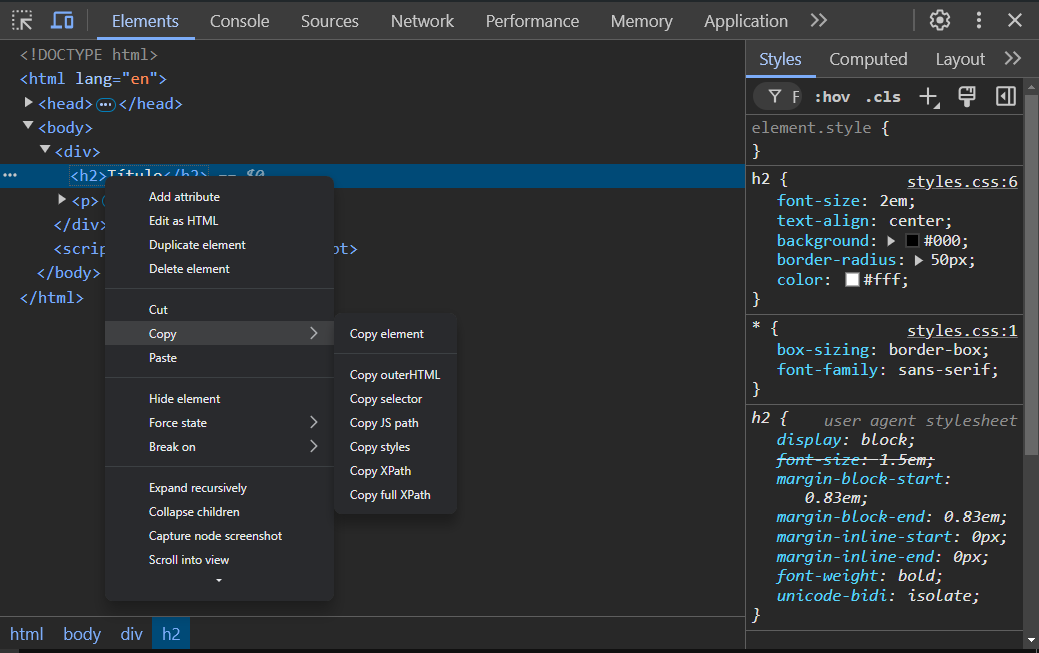 Elements Console Sources Network Performance Memory Application
<!DOCTYPE html>
<html lang="en">
<head> ••• </head>
<body>
<div>
<h2>Título</h2> == $0
<p>
</div>
<scrip pt>
</body>
</html>
Add attribute
Edit as HTML
Duplicate element
Delete element
Cut
Copy
Paste
Hide element
Force state
Break on
Expand recursively
Collapse children
Capture node screenshot
Scroll into view
Copy element
Copy outerHTML
Copy selector
Copy JS path
Copy styles
Copy XPath
Copy full XPath
html body div h2
Styles Computed Layout
F :hov .cls
element.style {
}
h2 { styles.css:6
font-size: 2em;
text-align: center;
background: #000;
border-radius: 50px;
color: #fff;
}
* { styles.css:1
box-sizing: border-box;
font-family: sans-serif;
}
h2 { user agent stylesheet
display: block;
font-size: 1.5em;
margin-block-start:
0.83em;
margin-block-end: 0.83em;
margin-inline-start: 0px;
margin-inline-end: 0px;
font-weight: bold;
unicode-bidi: isolate;
}